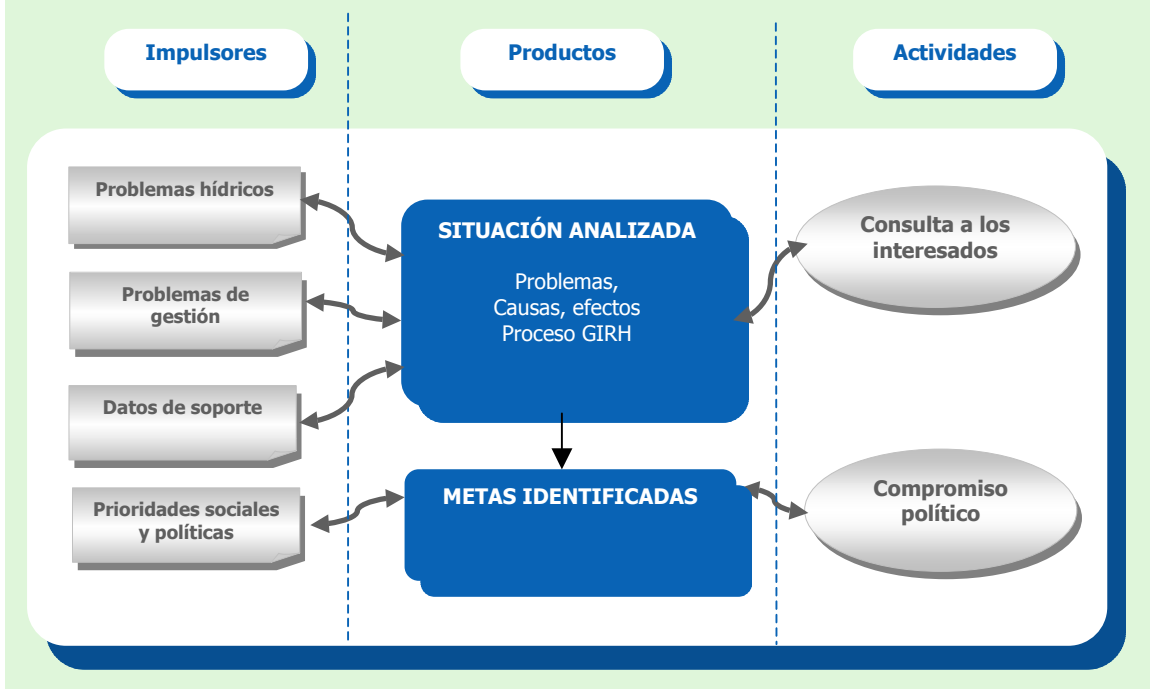 Impulsores
Productos
Actividades
Problemas hídricos
Problemas de
gestión
Datos de soporte
Prioridades sociales
y políticas
SITUACIÓN ANALIZADA
Problemas,
Causas, efectos
Proceso GIRH
METAS IDENTIFICADAS
Consulta a los
interesados
Compromiso
político